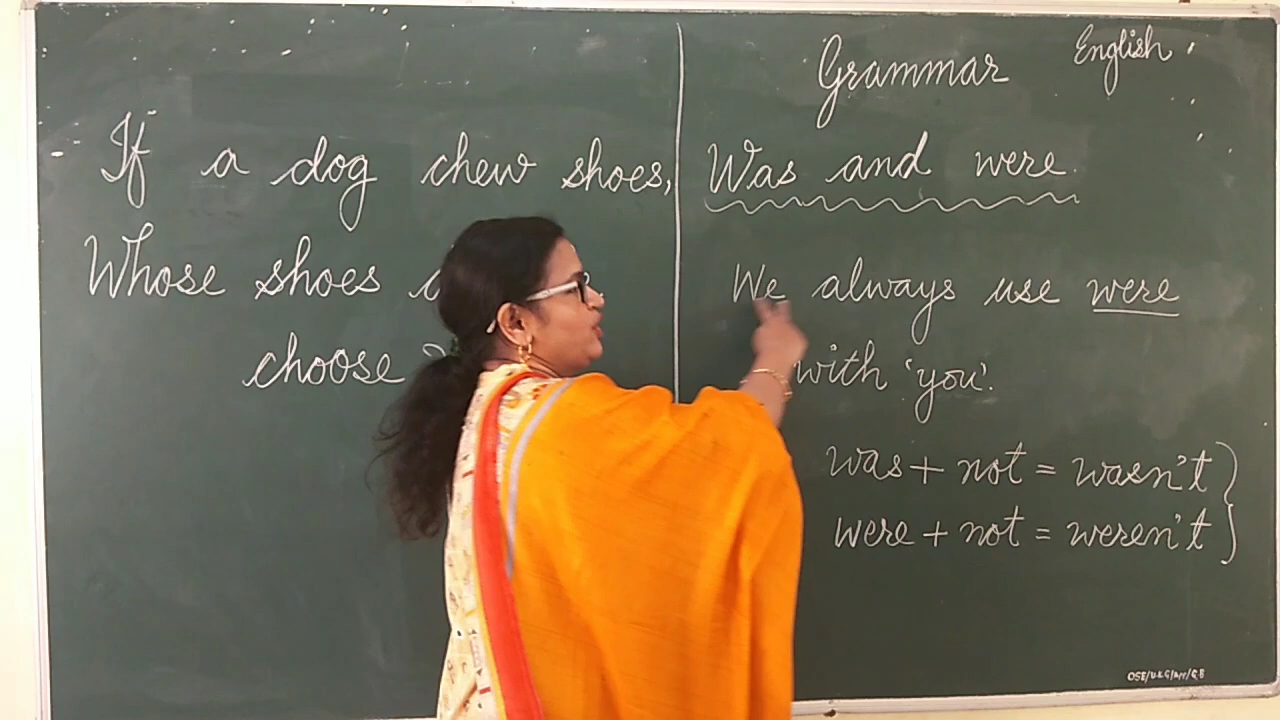 If a dog chew shoes,
Whose shoes
choose ?
English
Grammar
Was and were.
We always use were
with 'you'.
was + not = wasn't }
were + not = weren't